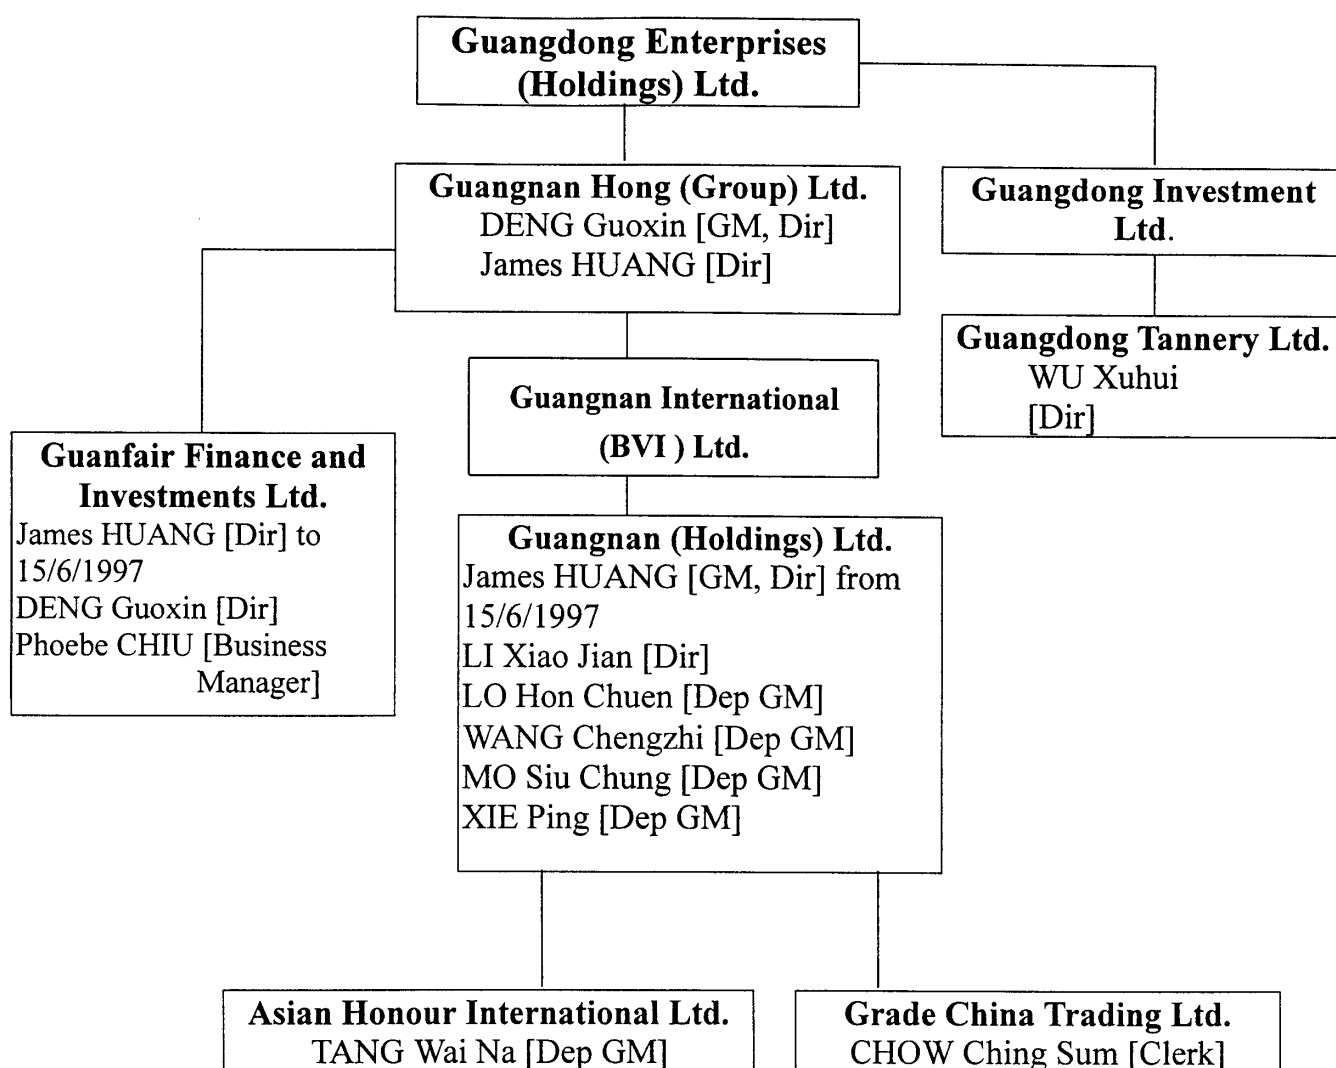 Guangdong Enterprises
(Holdings) Ltd.
Guangnan Hong (Group) Ltd.
DENG Guoxin [GM, Dir]
James HUANG [Dir]
Guangdong Investment
Ltd.
Guangdong Tannery Ltd.
WU Xuhui
[Dir]
Guangnan International
(BVI ) Ltd.
Guanfair Finance and
Investments Ltd.
James HUANG [Dir] to
15/6/1997
DENG Guoxin [Dir]
Phoebe CHIU [Business
Manager]
Guangnan (Holdings) Ltd.
James HUANG [GM, Dir] from
15/6/1997
LI Xiao Jian [Dir]
LO Hon Chuen [Dep GM]
WANG Chengzhi [Dep GM]
MO Siu Chung [Dep GM]
XIE Ping [Dep GM]
Asian Honour International Ltd.
TANG Wai Na [Dep GM]
Grade China Trading Ltd.
CHOW Ching Sum [Clerk]